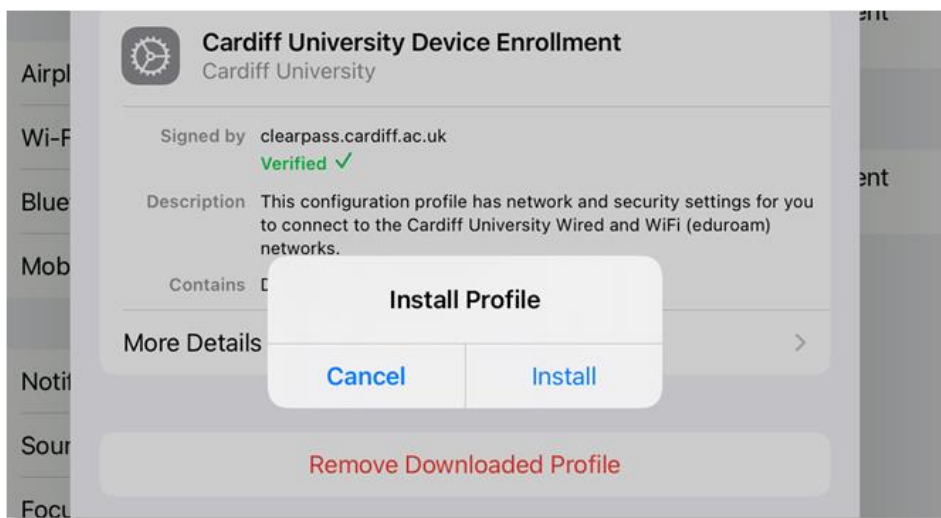 Cardiff University Device Enrollment
Cardiff University
Airpl
Signed by clearpass.cardiff.ac.uk
Wi-F
Verified ✓
ent
Blue
Description This configuration profile has network and security settings for you
to connect to the Cardiff University Wired and WiFi (eduroam)
networks.
Mob
Contains D
Install Profile
More Details
Cancel Install
Notif
Sour
Remove Downloaded Profile
Focu